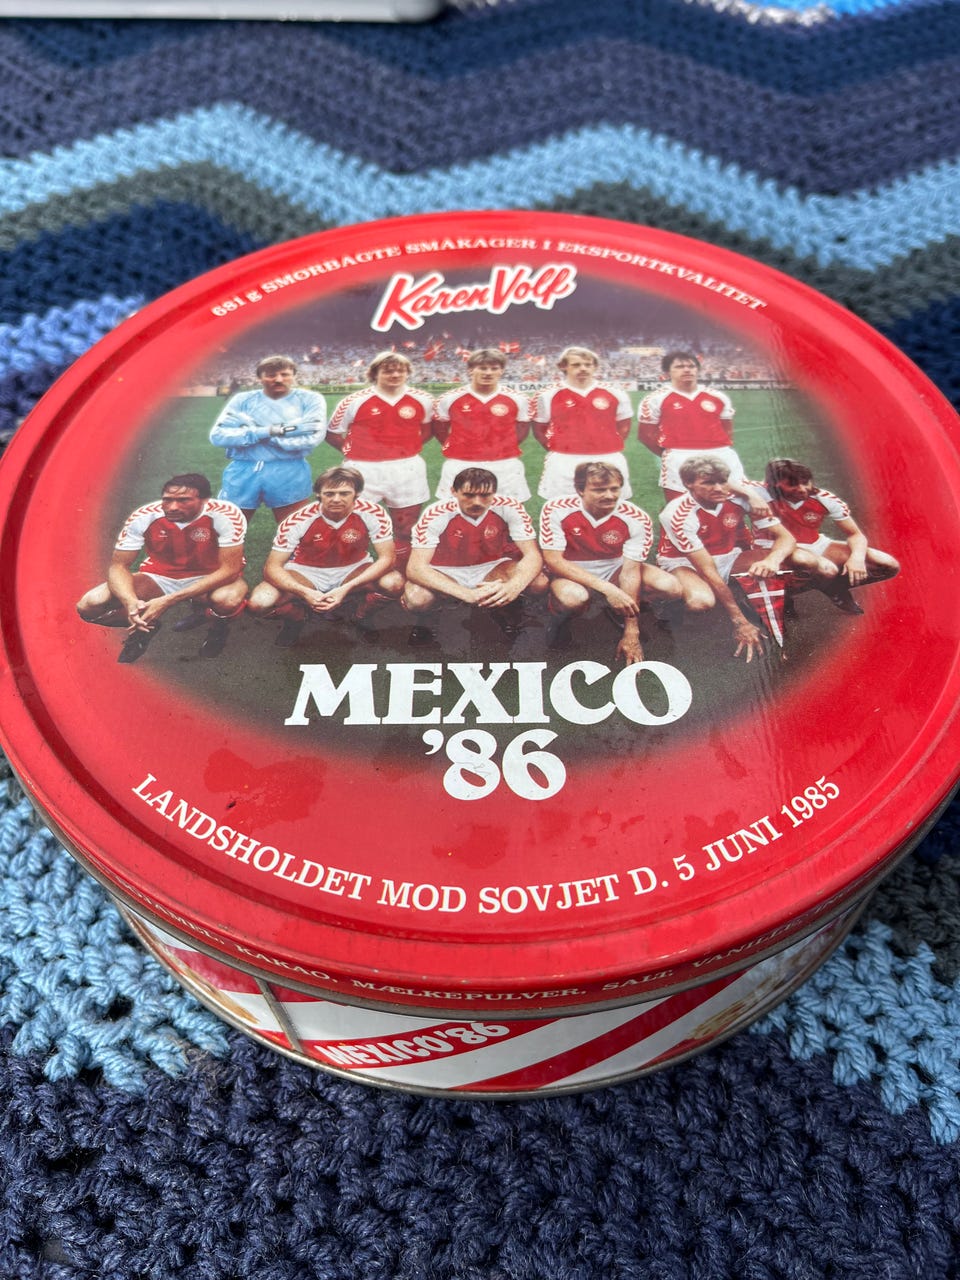 681 g SMØRBAGTE SMÅKAGER I EKSPORTKVALITET
Karen Volf
MEXICO
'86
LANDSHOLDET MOD SOVJET D. 5 JUNI 1985
KAKAO, MÆLKEPULVER, SALT,
MEXICO'86